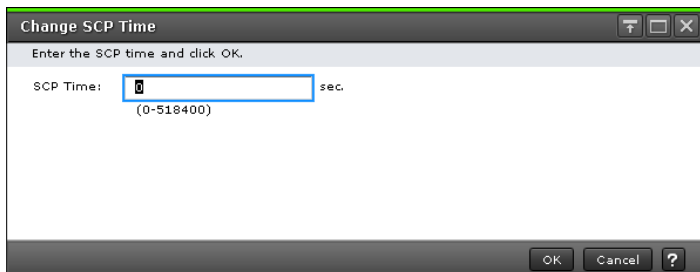 Change SCP Time
Enter the SCP time and click OK.
SCP Time: 0 sec.
(0-518400)
OK Cancel ?